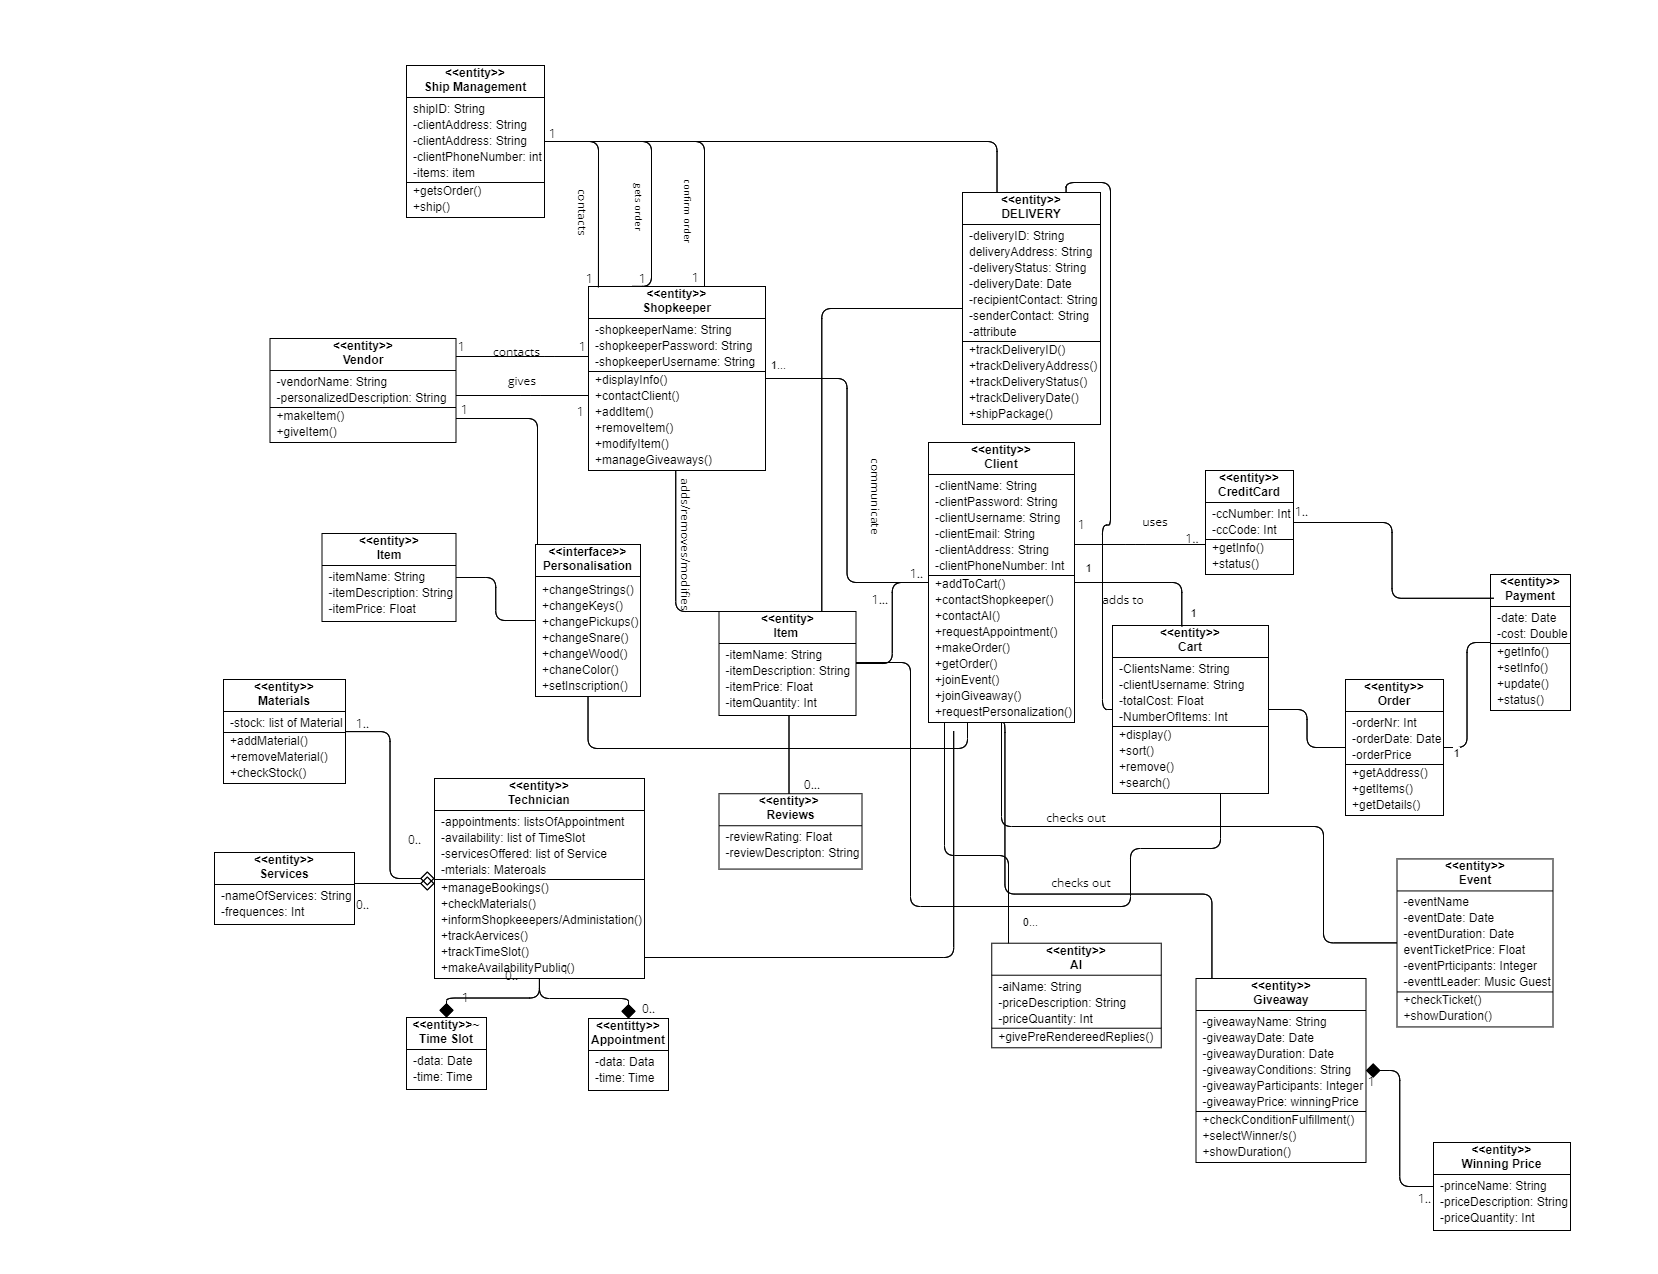 <<entity>>
Ship Management
shipID: String
-clientAddress: String
-clientAddress: String
-clientPhoneNumber: int
-items: item
+getsOrder()
+ship()
1
contacts
gets order
confirm order
1
1
1
<<entity>>
DELIVERY
-deliveryID: String
deliveryAddress: String
-deliveryStatus: String
-deliveryDate: Date
-recipientContact: String
-senderContact: String
-attribute
+trackDeliveryID()
+trackDeliveryAddress()
+trackDeliveryStatus()
+trackDeliveryDate()
+shipPackage()
<<entity>>
Shopkeeper
-shopkeeperName: String
-shopkeeperPassword: String
-shopkeeperUsername: String
+displayInfo()
+contactClient()
+addItem()
+removeItem()
+modifyItem()
+manageGiveaways()
1...
<<entity>>
Vendor
-vendorName: String
-personalizedDescription: String
+makeItem()
+giveItem()
1
contacts
1
gives
1
1
communicate
adds/removes/modifies
<<entity>>
Client
-clientName: String
-clientPassword: String
-clientUsername: String
-clientEmail: String
-clientAddress: String
-clientPhoneNumber: Int
+addToCart()
+contactShopkeeper()
+contactAI()
+requestAppointment()
+makeOrder()
+getOrder()
+joinEvent()
+joinGiveaway()
+requestPersonalization()
1..
1...
1
uses
1..
1
adds to
1
<<entity>>
CreditCard
-ccNumber: Int
-ccCode: Int
+getInfo()
+status()
1..
<<entity>>
Payment
-date: Date
-cost: Double
+getInfo()
+setInfo()
+update()
+status()
<<entity>>
Item
-itemName: String
-itemDescription: String
-itemPrice: Float
<<interface>>
Personalisation
+changeStrings()
+changeKeys()
+changePickups()
+changeSnare()
+changeWood()
+chaneColor()
+setInscription()
<<entity>
Item
-itemName: String
-itemDescription: String
-itemPrice: Float
-itemQuantity: Int
<<entity>>
Cart
-ClientsName: String
-clientUsername: String
-totalCost: Float
-NumberOfItems: Int
+display()
+sort()
+remove()
+search()
<<entity>>
Order
-orderNr: Int
-orderDate: Date
-orderPrice
+getAddress()
+getItems()
+getDetails()
1
<<entity>>
Materials
-stock: list of Material
+addMaterial()
+removeMaterial()
+checkStock()
1..
0..
<<entity>>
Technician
-appointments: listsOfAppointment
-availability: list of TimeSlot
-servicesOffered: list of Service
-mterials: Materoals
+manageBookings()
+checkMaterials()
+informShopkeeepers/Administation()
+trackAervices()
+trackTimeSlot()
+makeAvailabilityPubliq()
0..
0...
<<entity>>
Reviews
-reviewRating: Float
-reviewDescripton: String
checks out
checks out
<<entity>>
Services
-nameOfServices: String
-frequences: Int
0..
<<entity>>
Event
-eventName
-eventDate: Date
-eventDuration: Date
eventTicketPrice: Float
-eventPrticipants: Integer
-eventtLeader: Music Guest
+checkTicket()
+showDuration()
0...
<<entity>>
AI
-aiName: String
-priceDescription: String
-priceQuantity: Int
+givePreRendereedReplies()
1
0..
<<entity>>~
Time Slot
-data: Date
-time: Time
<<entitty>>
Appointment
-data: Data
-time: Time
<<entity>>
Giveaway
-giveawayName: String
-giveawayDate: Date
-giveawayDuration: Date
-giveawayConditions: String
-giveawayParticipants: Integer
-giveawayPrice: winningPrice
+checkConditionFulfillment()
+selectWinner/s()
+showDuration()
1
1..
<<entity>>
Winning Price
-princeName: String
-priceDescription: String
-priceQuantity: Int